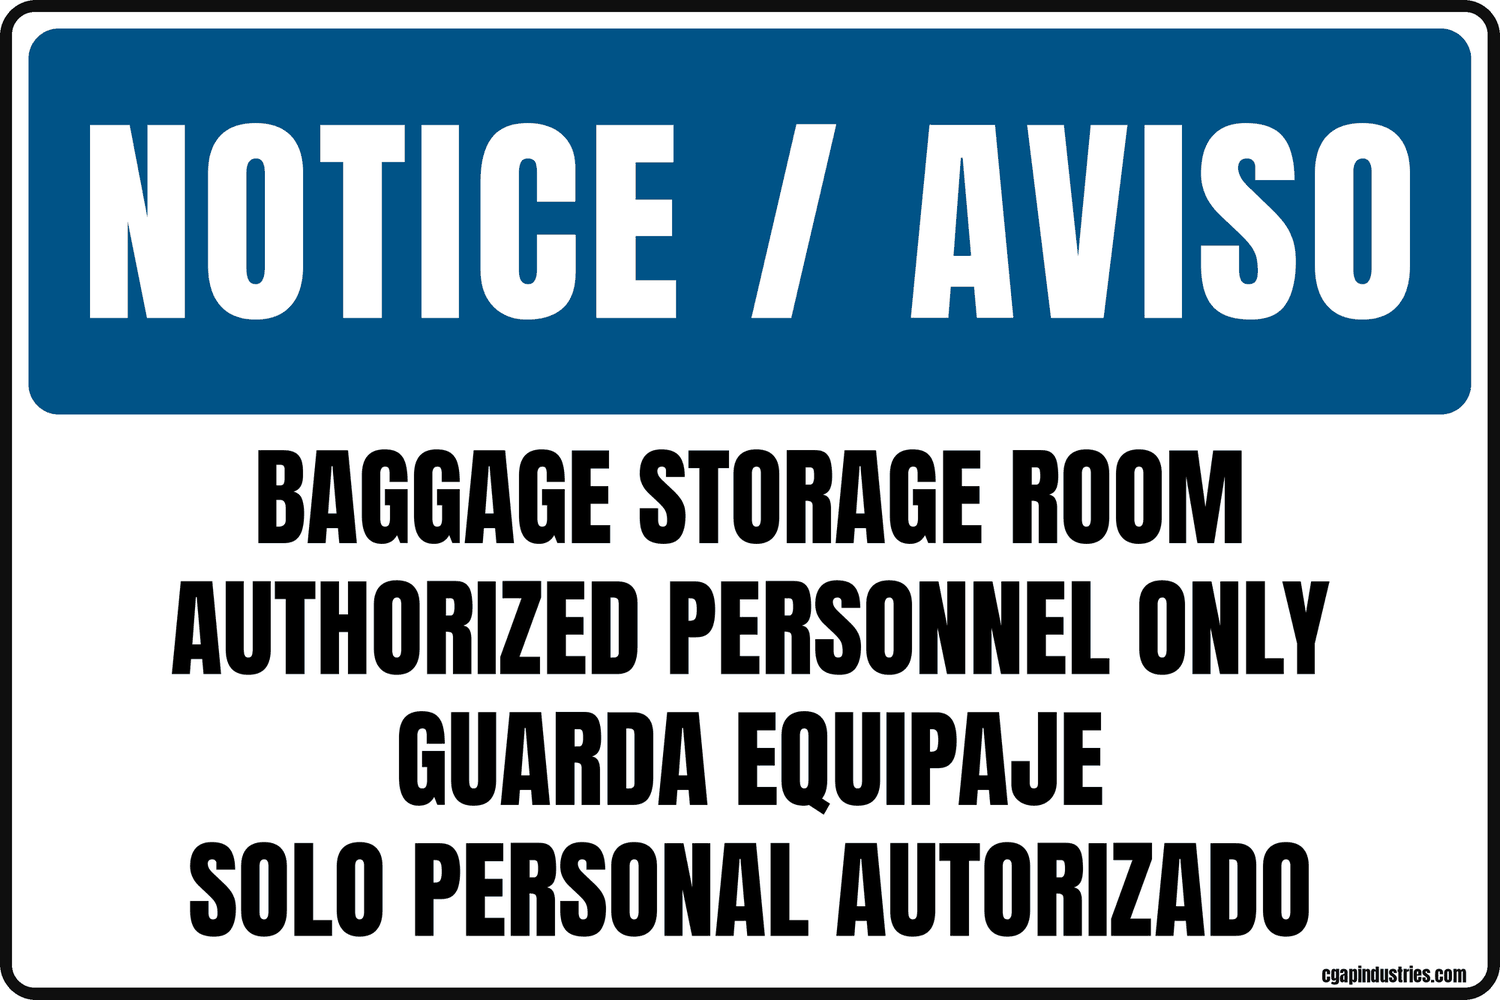 NOTICE / AVISO
BAGGAGE STORAGE ROOM
AUTHORIZED PERSONNEL ONLY
GUARDA EQUIPAJE
SOLO PERSONAL AUTORIZADO
cgapindustries.com